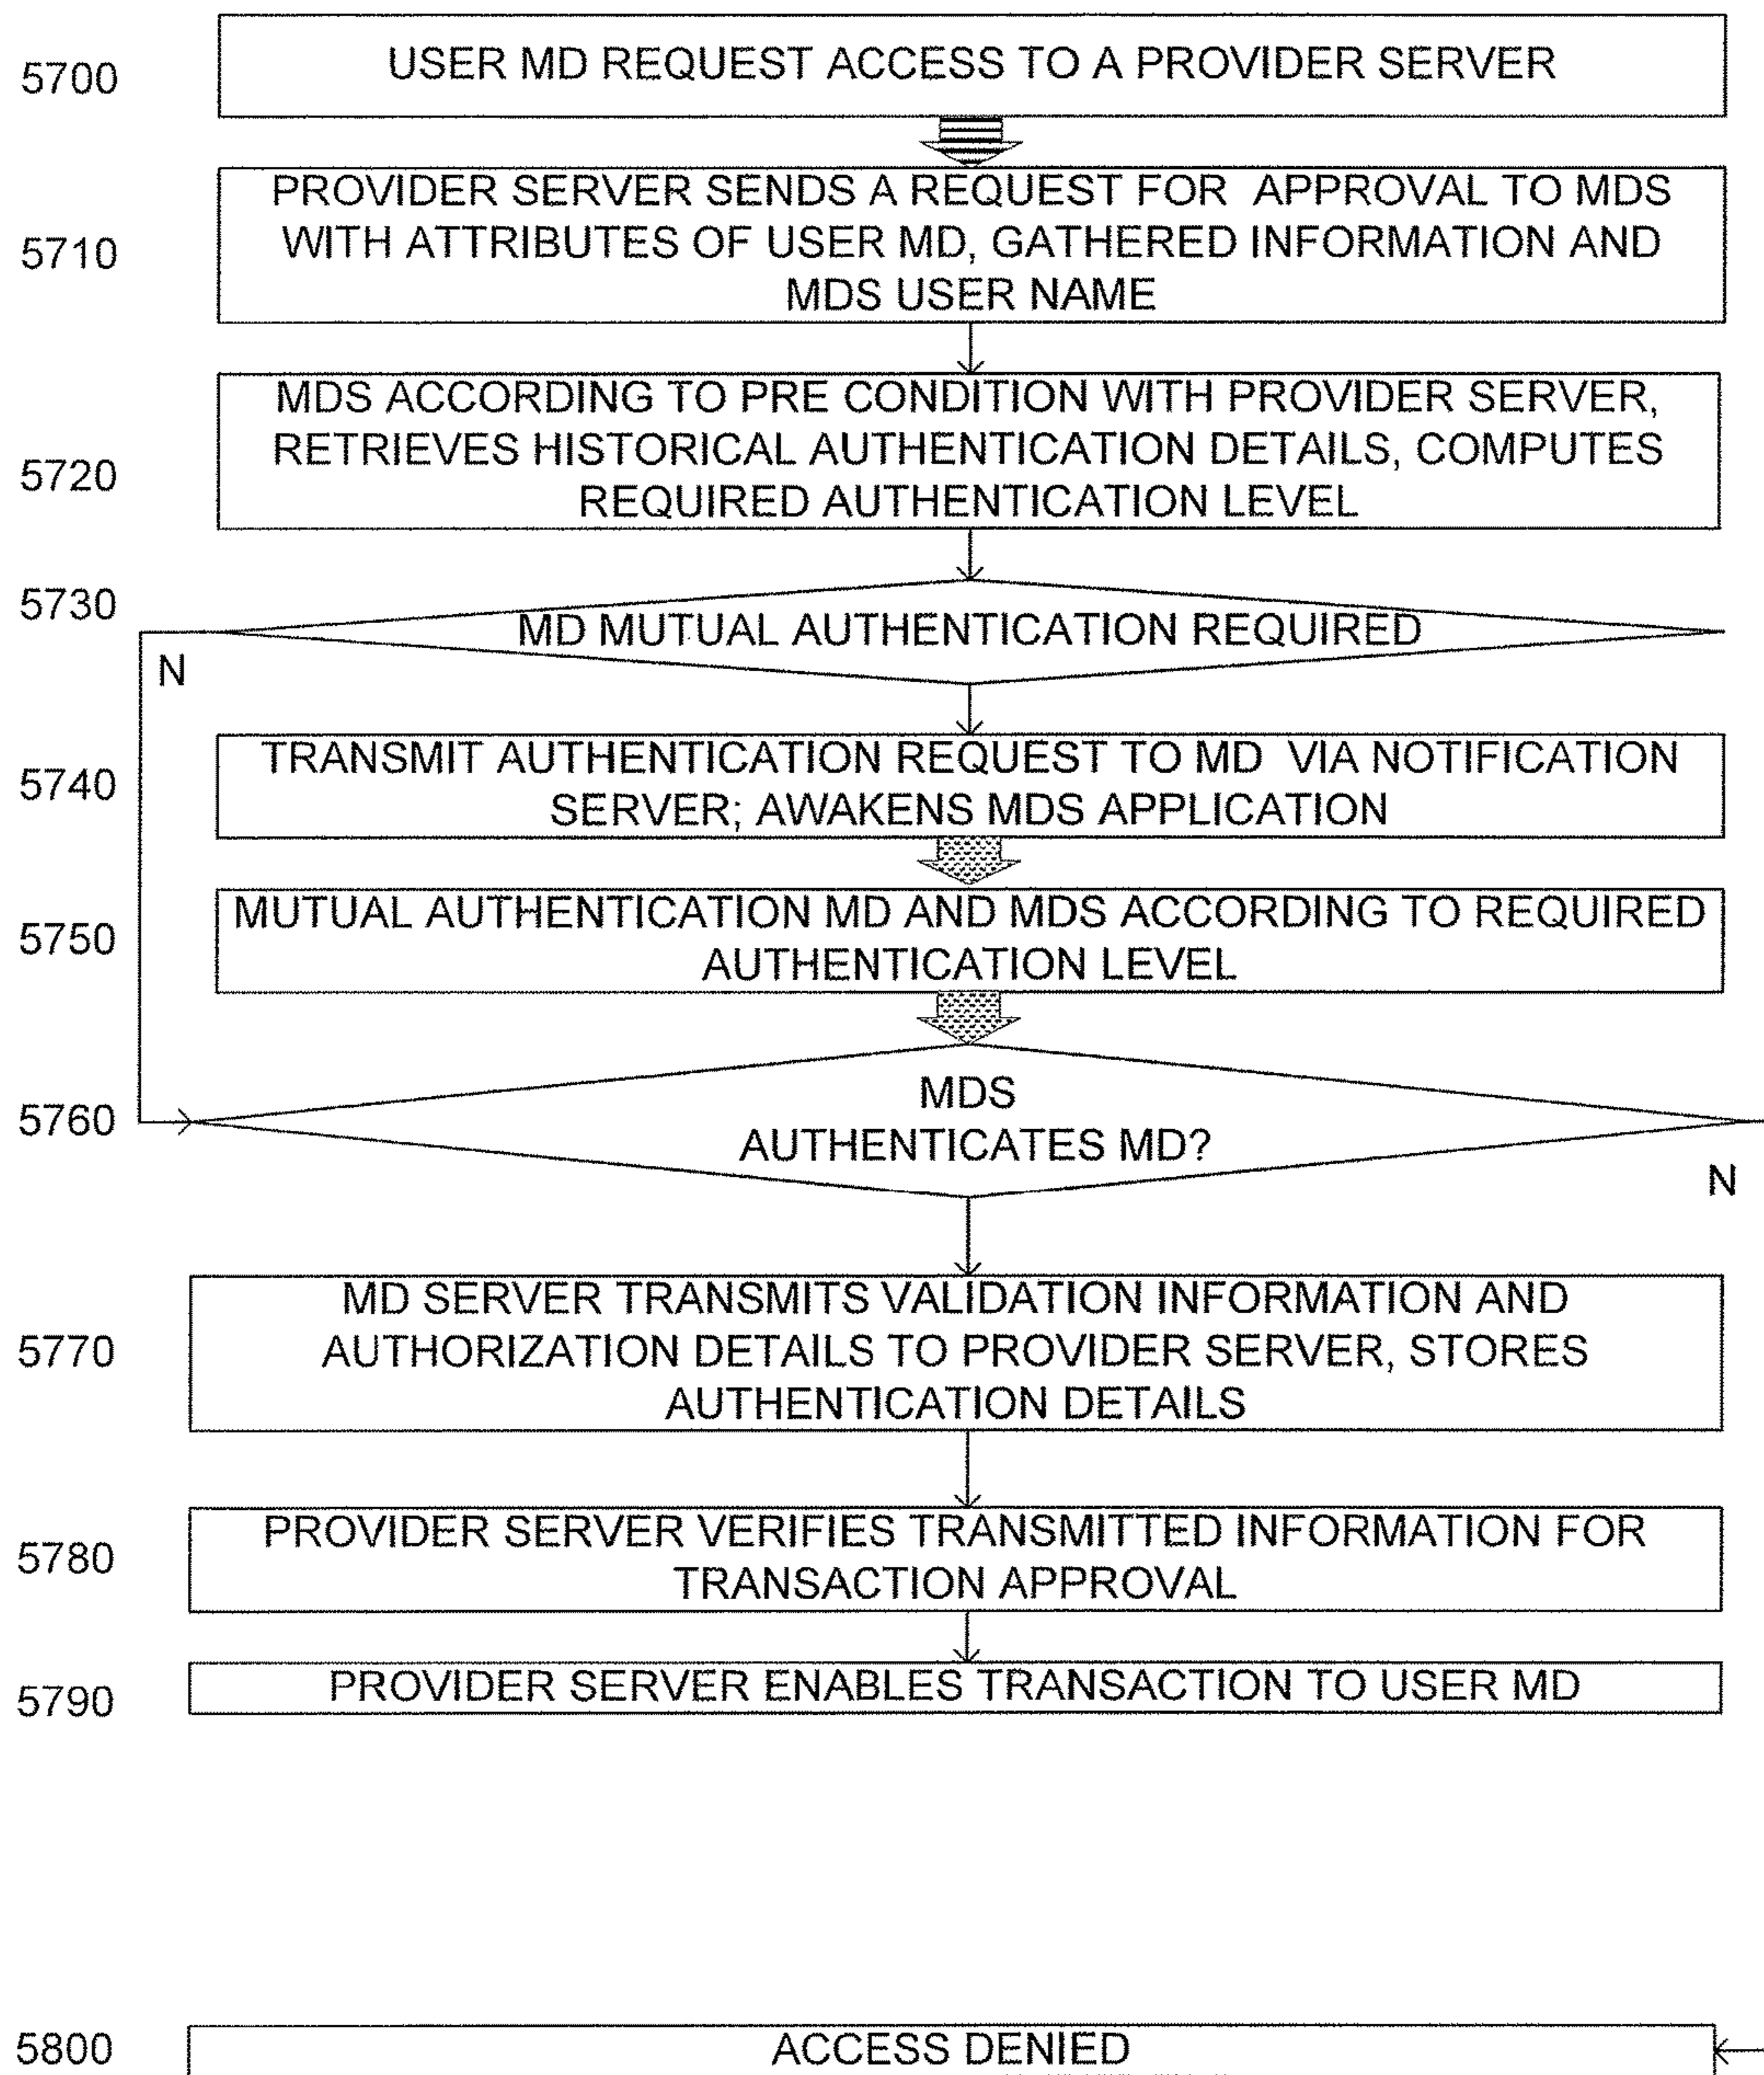 5700
USER MD REQUEST ACCESS TO A PROVIDER SERVER
5710
PROVIDER SERVER SENDS A REQUEST FOR APPROVAL TO MDS
WITH ATTRIBUTES OF USER MD, GATHERED INFORMATION AND
MDS USER NAME
5720
MDS ACCORDING TO PRE CONDITION WITH PROVIDER SERVER,
RETRIEVES HISTORICAL AUTHENTICATION DETAILS, COMPUTES
REQUIRED AUTHENTICATION LEVEL
5730
MD MUTUAL AUTHENTICATION REQUIRED
N
5740
TRANSMIT AUTHENTICATION REQUEST TO MD VIA NOTIFICATION
SERVER; AWAKENS MDS APPLICATION
5750
MUTUAL AUTHENTICATION MD AND MDS ACCORDING TO REQUIRED
AUTHENTICATION LEVEL
5760
MDS
AUTHENTICATES MD?
N
5770
MD SERVER TRANSMITS VALIDATION INFORMATION AND
AUTHORIZATION DETAILS TO PROVIDER SERVER, STORES
AUTHENTICATION DETAILS
5780
PROVIDER SERVER VERIFIES TRANSMITTED INFORMATION FOR
TRANSACTION APPROVAL
5790
PROVIDER SERVER ENABLES TRANSACTION TO USER MD
5800
ACCESS DENIED